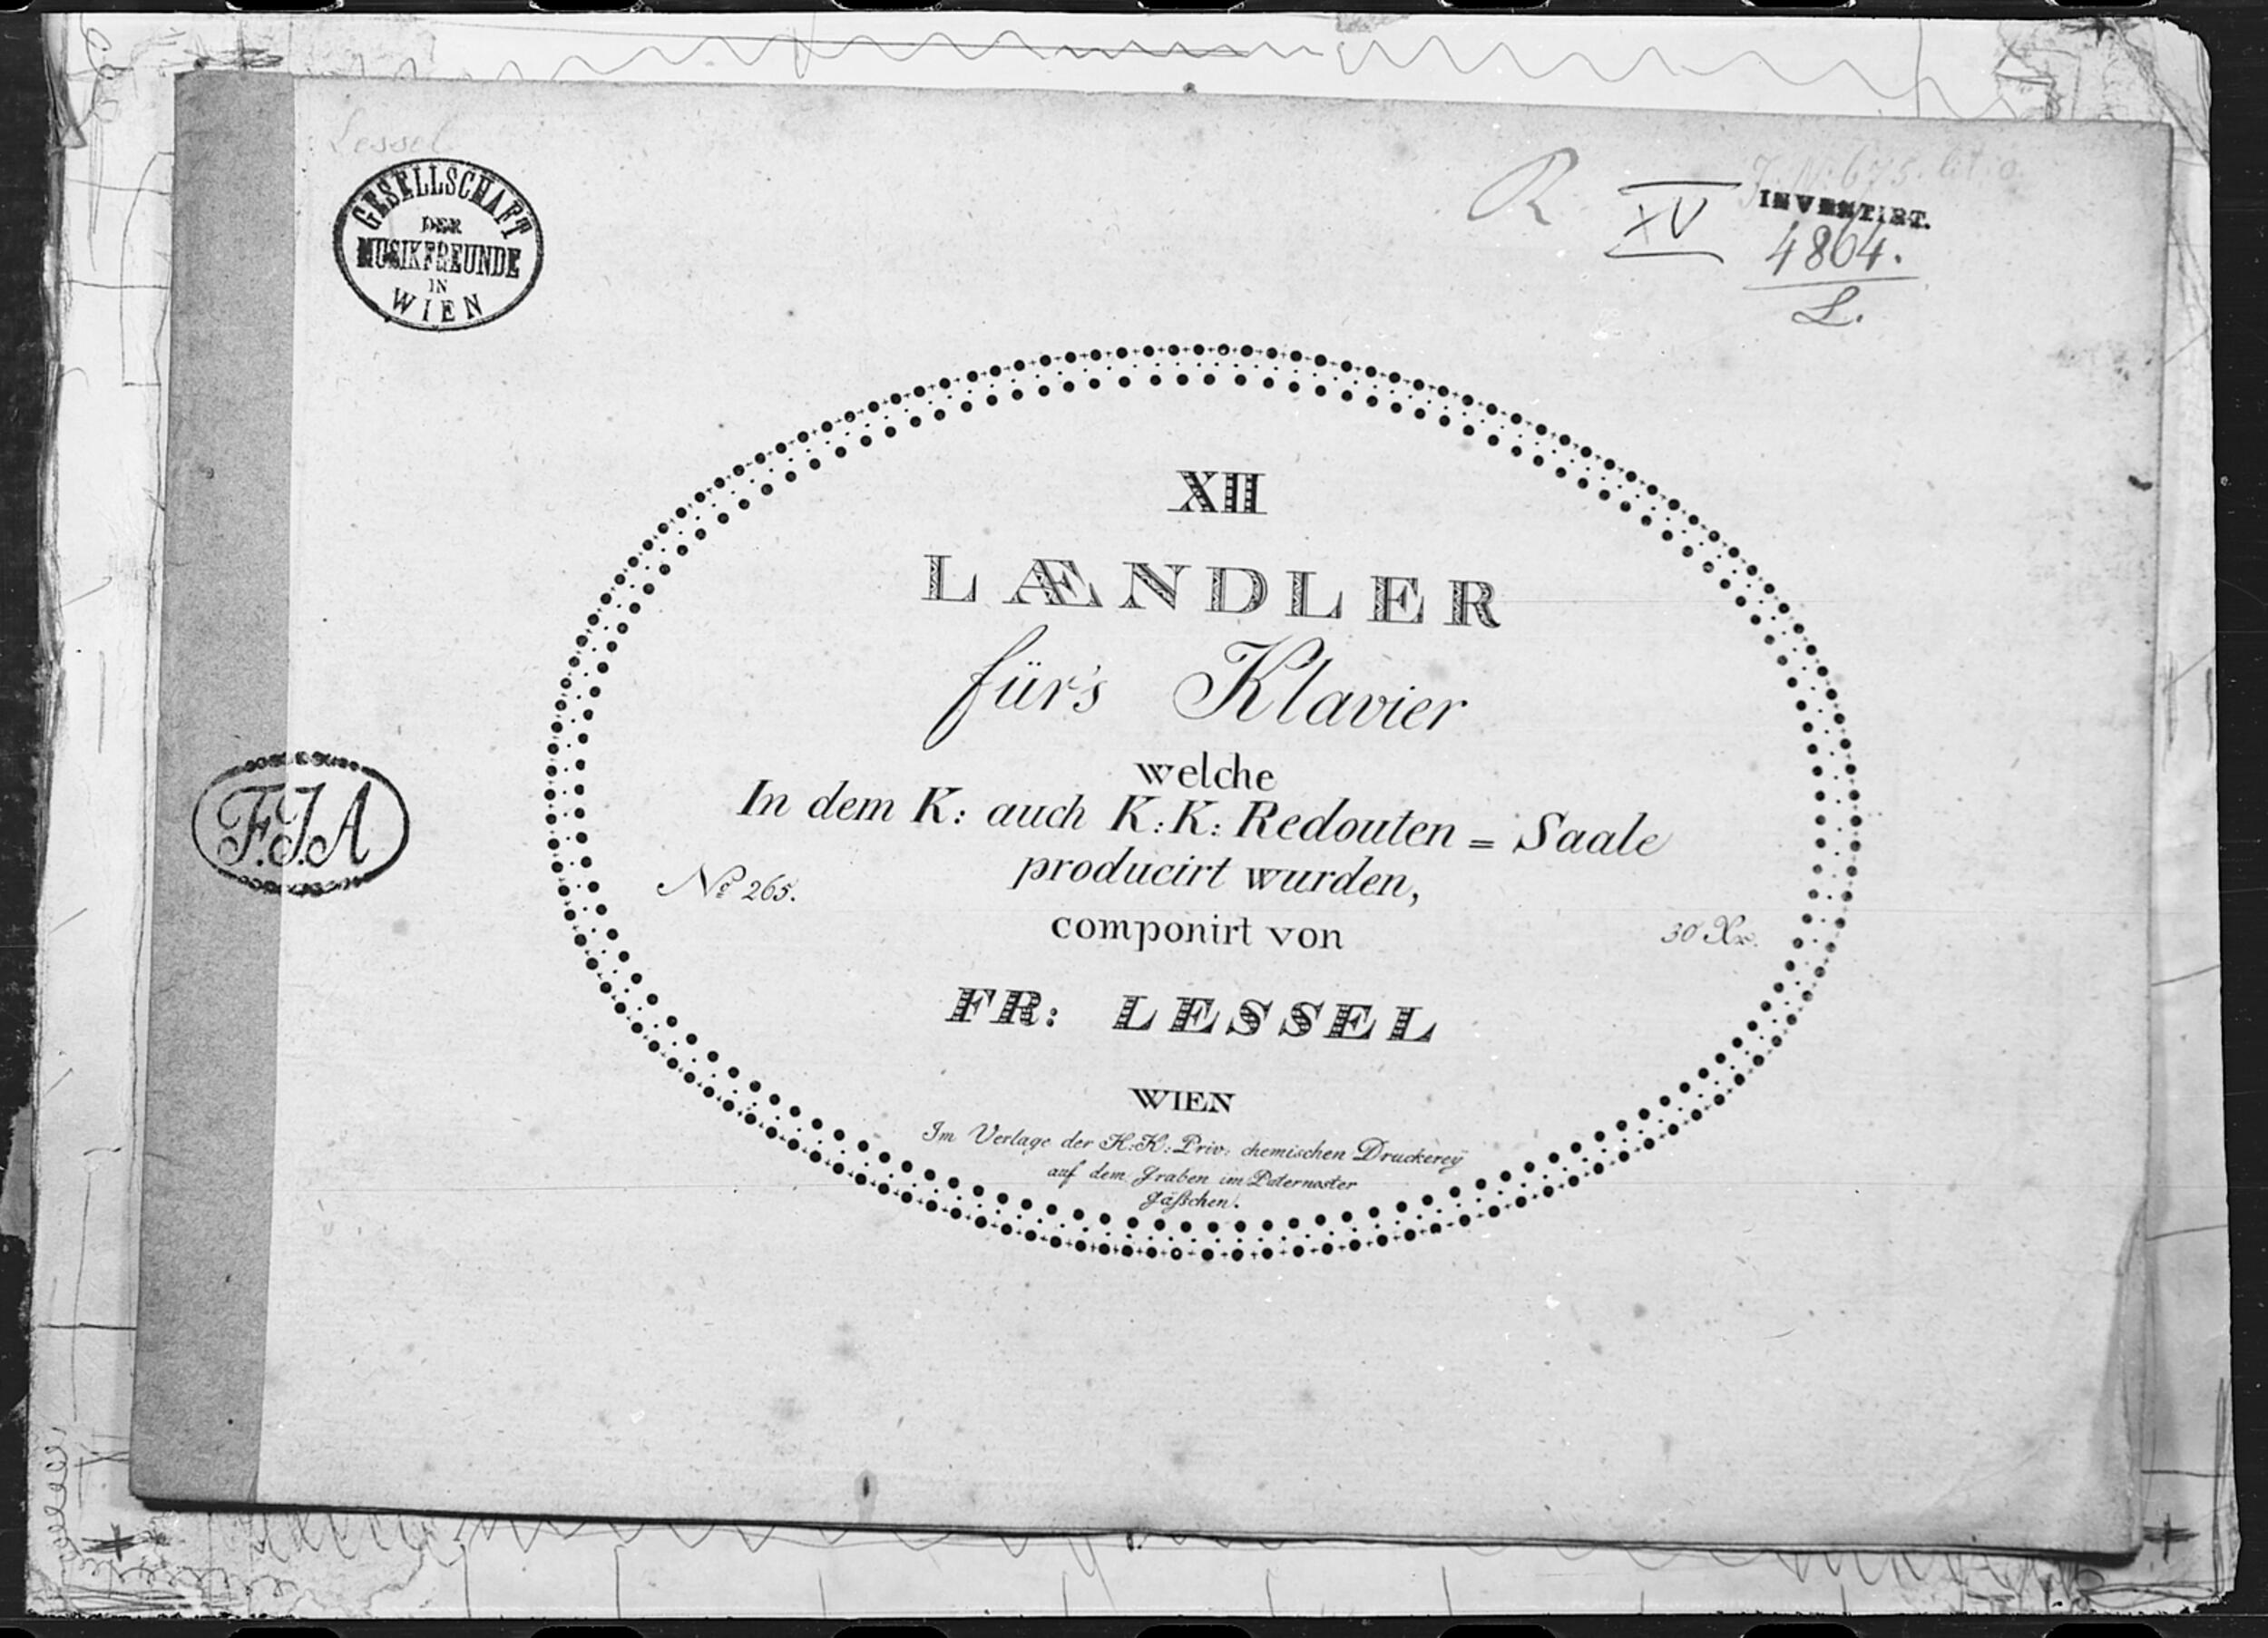 Lessel
GESELLSCHAFT
DER
MUSIKFREUNDE
IN
WIEN
R
XV
INVENTIRT.
4864.
L.
XII
LÆNDLER
für's Klavier
welche
In dem K: auch K:K: Redouten = Saale
producirt wurden,
F.J.A
No 265.
componirt von
30 Xr.
FR: LESSEL
WIEN
Im Verlage der K:K: Priv: chemischen Druckereÿ
auf dem Graben im Paternoster
Gäßchen.